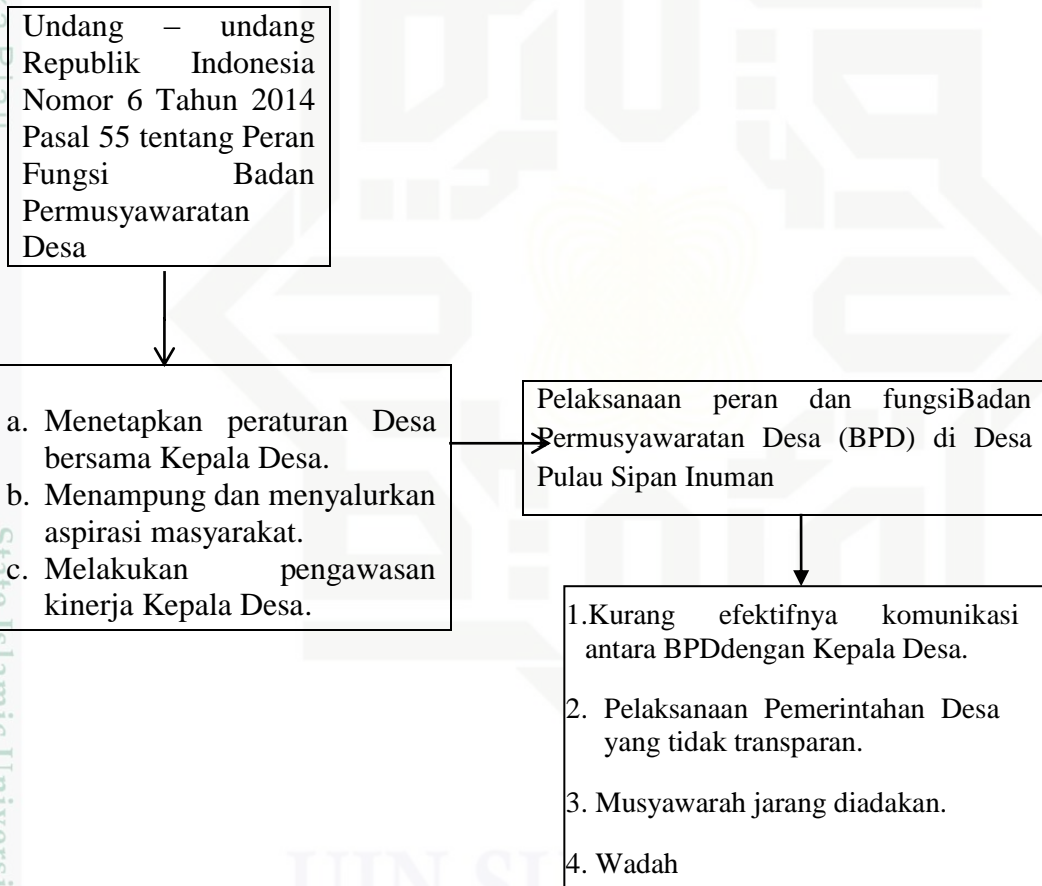 Undang – undang
Republik Indonesia
Nomor 6 Tahun 2014
Pasal 55 tentang Peran
Fungsi Badan
Permusyawaratan
Desa
a. Menetapkan peraturan Desa
bersama Kepala Desa.
b. Menampung dan menyalurkan
aspirasi masyarakat.
c. Melakukan pengawasan
kinerja Kepala Desa.
Pelaksanaan peran dan fungsiBadan
Permusyawaratan Desa (BPD) di Desa
Pulau Sipan Inuman
1.Kurang efektifnya komunikasi
antara BPDdengan Kepala Desa.
2. Pelaksanaan Pemerintahan Desa
yang tidak transparan.
3. Musyawarah jarang diadakan.
4. Wadah
State Islamic
UIN